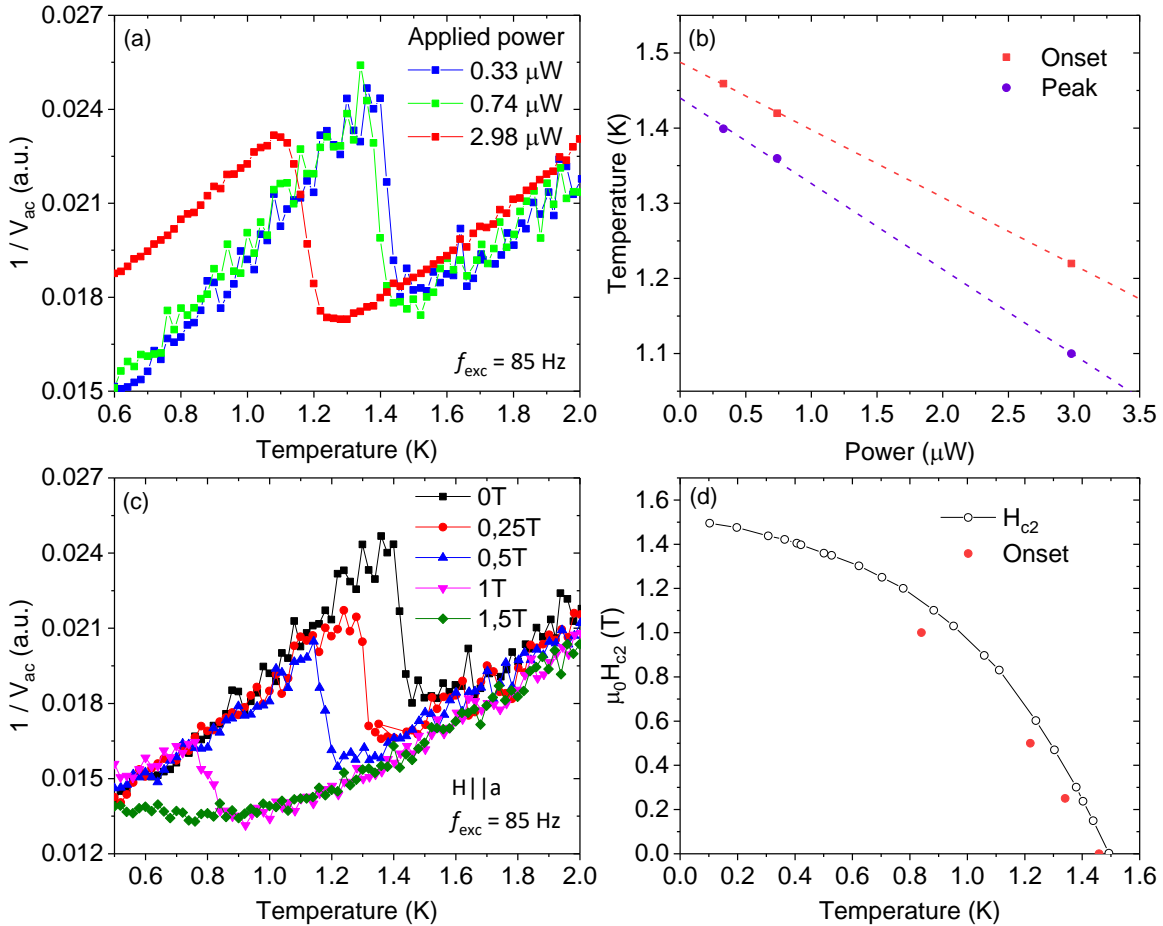 (a)
Applied power
0.33 μW
0.74 μW
2.98 μW
fexc = 85 Hz
0.027
0.024
0.021
0.018
0.015
1 / Vac (a.u.)
0.6 0.8 1.0 1.2 1.4 1.6 1.8 2.0
Temperature (K)
(b)
Onset
Peak
1.5
1.4
1.3
1.2
1.1
Temperature (K)
0.0 0.5 1.0 1.5 2.0 2.5 3.0 3.5
Power (μW)
(c)
0T
0,25T
0,5T
1T
1,5T
H||a
fexc = 85 Hz
0.027
0.024
0.021
0.018
0.015
0.012
1 / Vac (a.u.)
0.6 0.8 1.0 1.2 1.4 1.6 1.8 2.0
Temperature (K)
(d)
Hc2
Onset
1.6
1.4
1.2
1.0
0.8
0.6
0.4
0.2
0.0
μ0Hc2 (T)
0.0 0.2 0.4 0.6 0.8 1.0 1.2 1.4 1.6
Temperature (K)